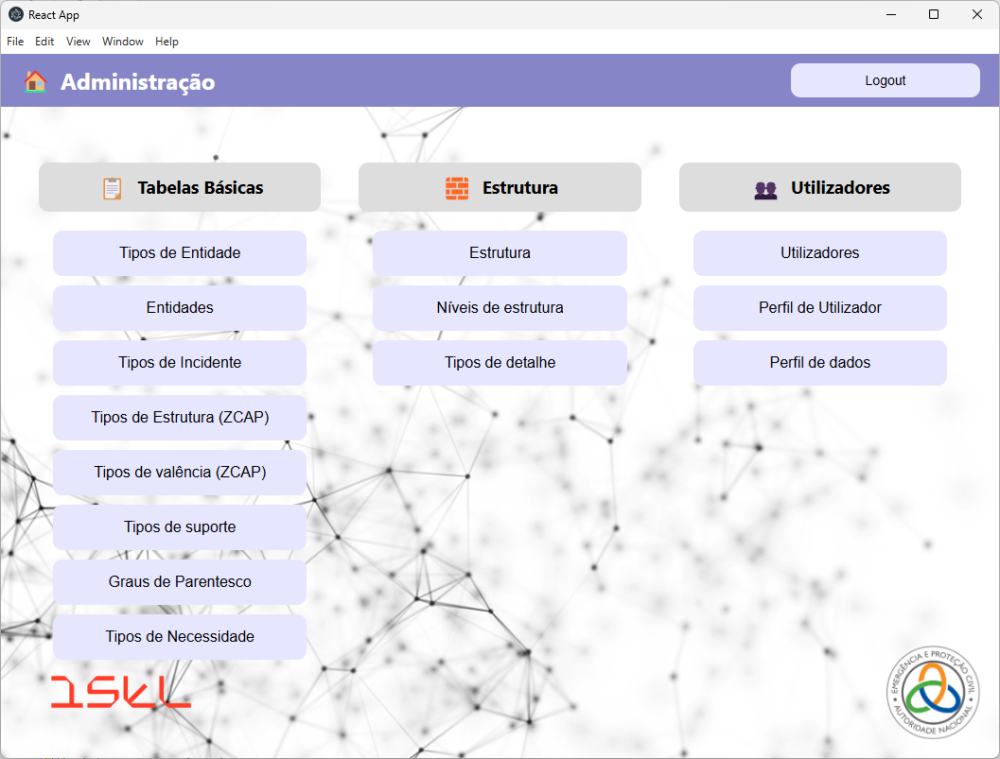 React App
File Edit View Window Help
Administração
Logout
Tabelas Básicas
Tipos de Entidade
Entidades
Tipos de Incidente
Tipos de Estrutura (ZCAP)
Tipos de valência (ZCAP)
Tipos de suporte
Graus de Parentesco
Tipos de Necessidade
Estrutura
Estrutura
Níveis de estrutura
Tipos de detalhe
Utilizadores
Utilizadores
Perfil de Utilizador
Perfil de dados
EMERGÊNCIA E PROTEÇÃO CIVIL
AUTORIDADE NACIONAL